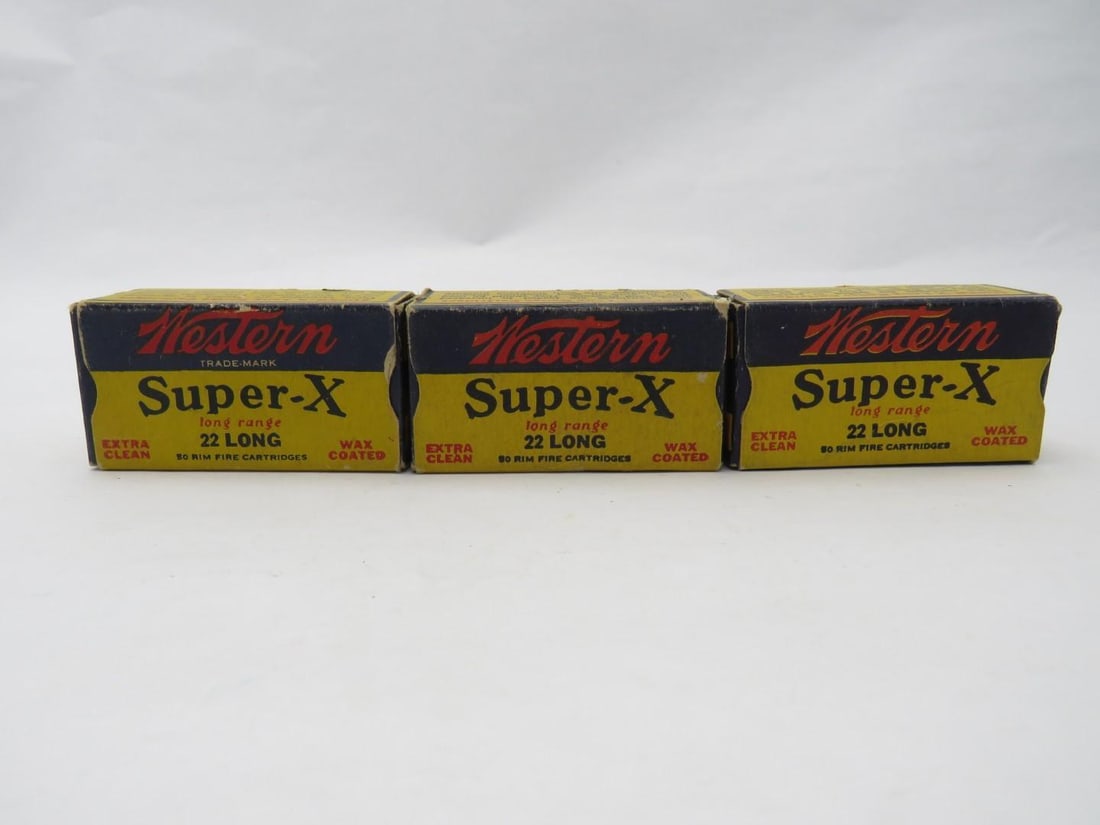 Western
TRADE-MARK
Super-X
long range
22 LONG
EXTRA
CLEAN
50 RIM FIRE CARTRIDGES
WAX
COATED
Western
Super-X
long range
22 LONG
EXTRA
CLEAN
50 RIM FIRE CARTRIDGES
WAX
COATED
Western
Super-X
long range
22 LONG
EXTRA
CLEAN
50 RIM FIRE CARTRIDGES
WAX
COATED